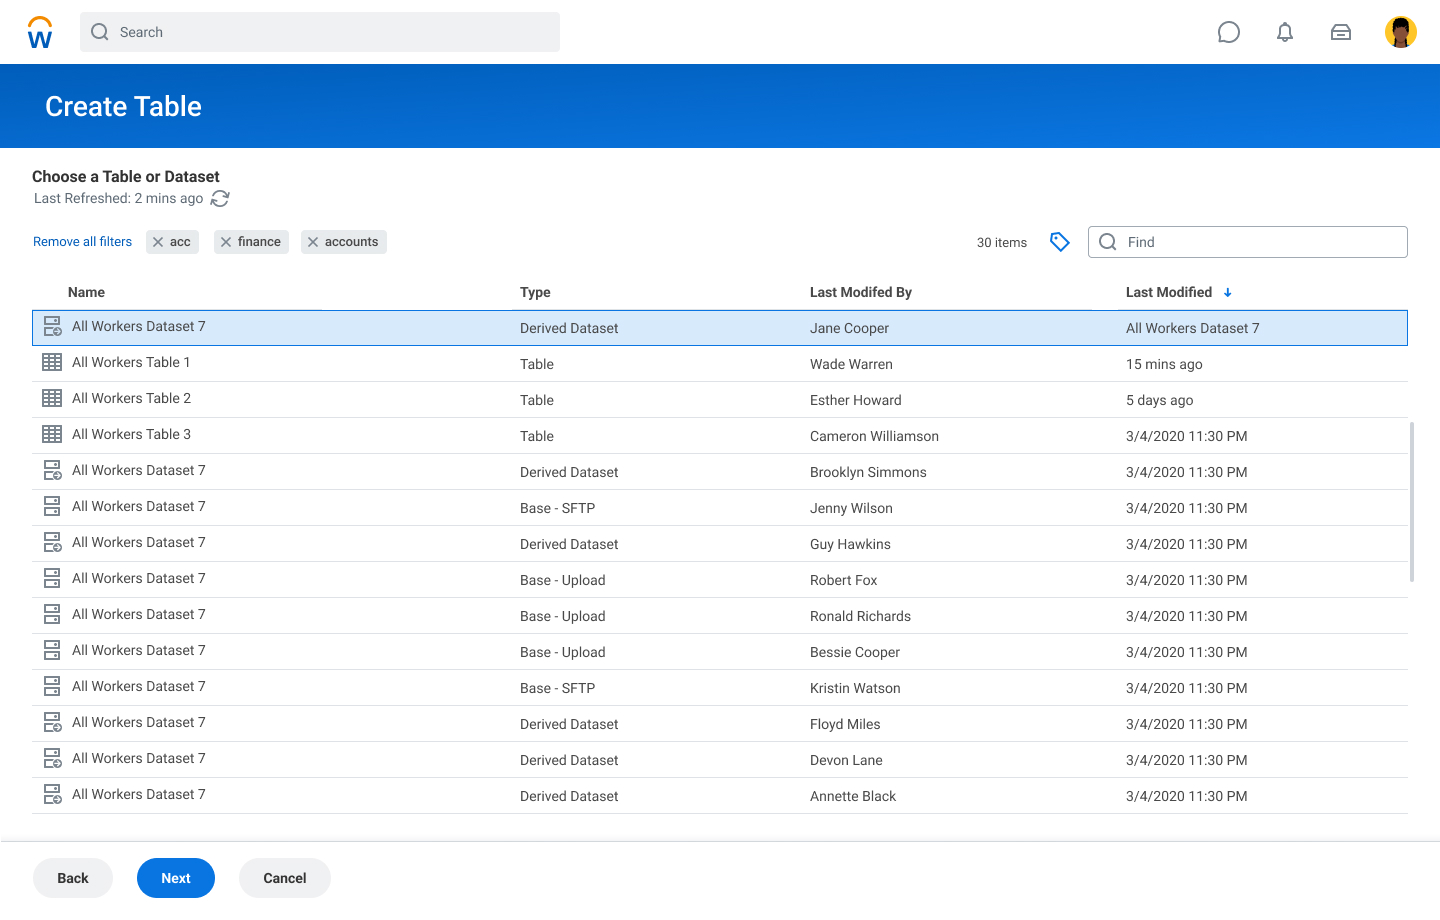 W
Search
Create Table
Choose a Table or Dataset
Last Refreshed: 2 mins ago
Remove all filters acc finance accounts 30 items Find
Name Type Last Modifed By Last Modified
All Workers Dataset 7 Derived Dataset Jane Cooper All Workers Dataset 7
All Workers Table 1 Table Wade Warren 15 mins ago
All Workers Table 2 Table Esther Howard 5 days ago
All Workers Table 3 Table Cameron Williamson 3/4/2020 11:30 PM
All Workers Dataset 7 Derived Dataset Brooklyn Simmons 3/4/2020 11:30 PM
All Workers Dataset 7 Base - SFTP Jenny Wilson 3/4/2020 11:30 PM
All Workers Dataset 7 Derived Dataset Guy Hawkins 3/4/2020 11:30 PM
All Workers Dataset 7 Base - Upload Robert Fox 3/4/2020 11:30 PM
All Workers Dataset 7 Base - Upload Ronald Richards 3/4/2020 11:30 PM
All Workers Dataset 7 Base - Upload Bessie Cooper 3/4/2020 11:30 PM
All Workers Dataset 7 Base - SFTP Kristin Watson 3/4/2020 11:30 PM
All Workers Dataset 7 Derived Dataset Floyd Miles 3/4/2020 11:30 PM
All Workers Dataset 7 Derived Dataset Devon Lane 3/4/2020 11:30 PM
All Workers Dataset 7 Derived Dataset Annette Black 3/4/2020 11:30 PM
Back Next Cancel